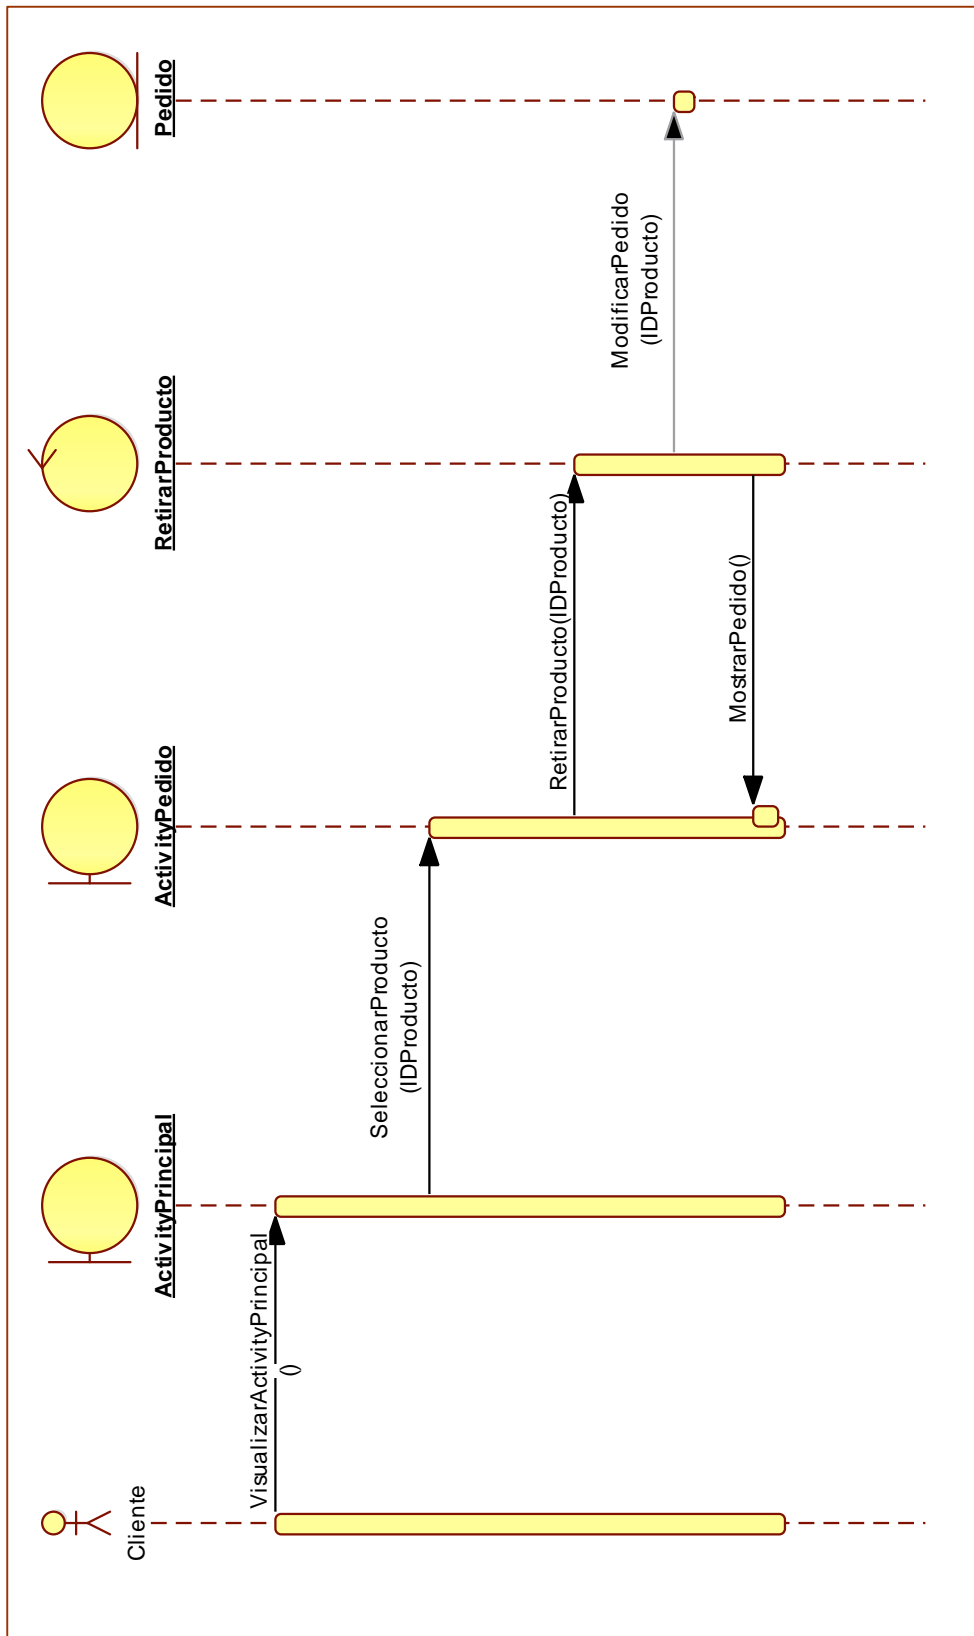 Cliente
ActivityPrincipal
ActivityPedido
RetirarProducto
Pedido
VisualizarActivityPrincipal
()
SeleccionarProducto
(IDProducto)
RetirarProducto(IDProducto)
ModificarPedido
(IDProducto)
MostrarPedido()